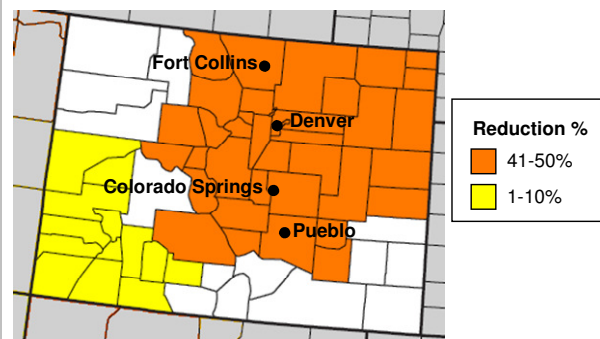 Fort Collins
Denver
Colorado Springs
Pueblo
Reduction %
41-50%
1-10%